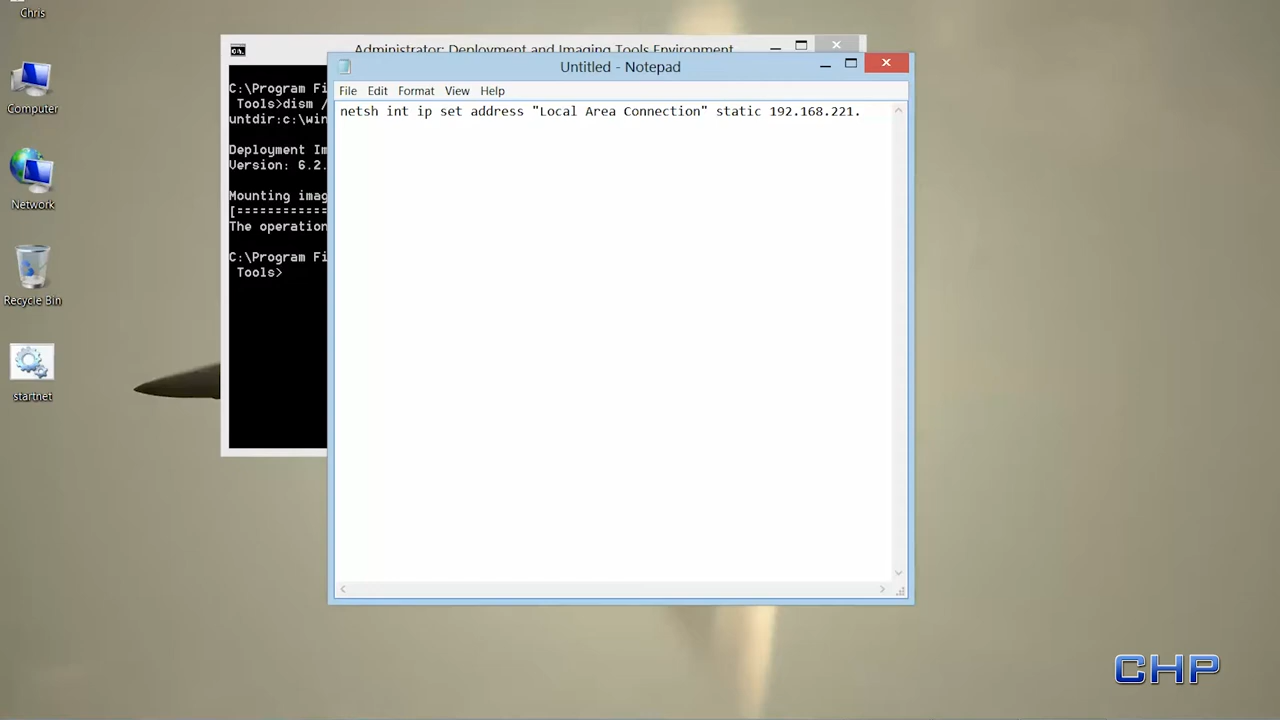 Chris
Computer
Network
Recycle Bin
startnet
Administrator: Deployment and Imaging Tools Environment
C:\Program Fi
Tools>dism /
untdir:c:\win
Deployment Im
Version: 6.2.
Mounting imag
[============
The operation
C:\Program Fi
Tools>
Untitled - Notepad
File Edit Format View Help
netsh int ip set address "Local Area Connection" static 192.168.221.
CHP